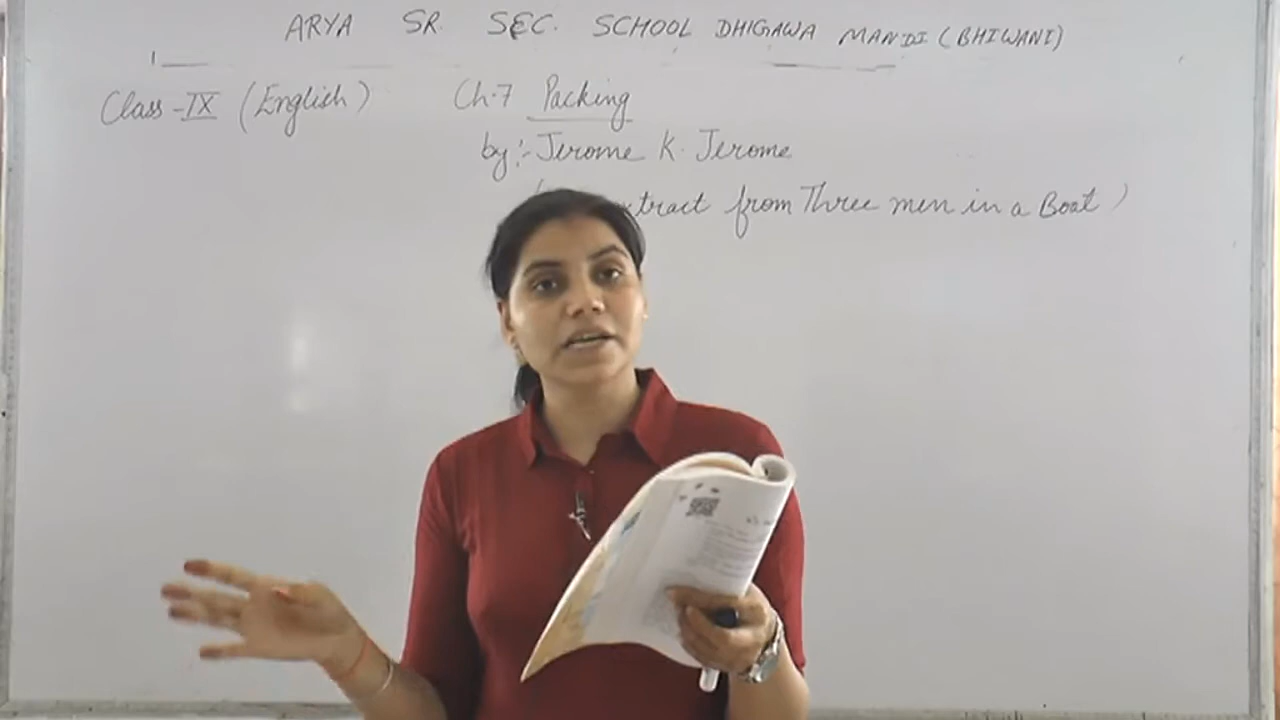 ARYA SR. SEC. SCHOOL DHIGAWA MANDI (BHIWANI)
Class - IX (English) Ch.7 Packing
by:- Jerome K. Jerome
from Three men in a Boat)